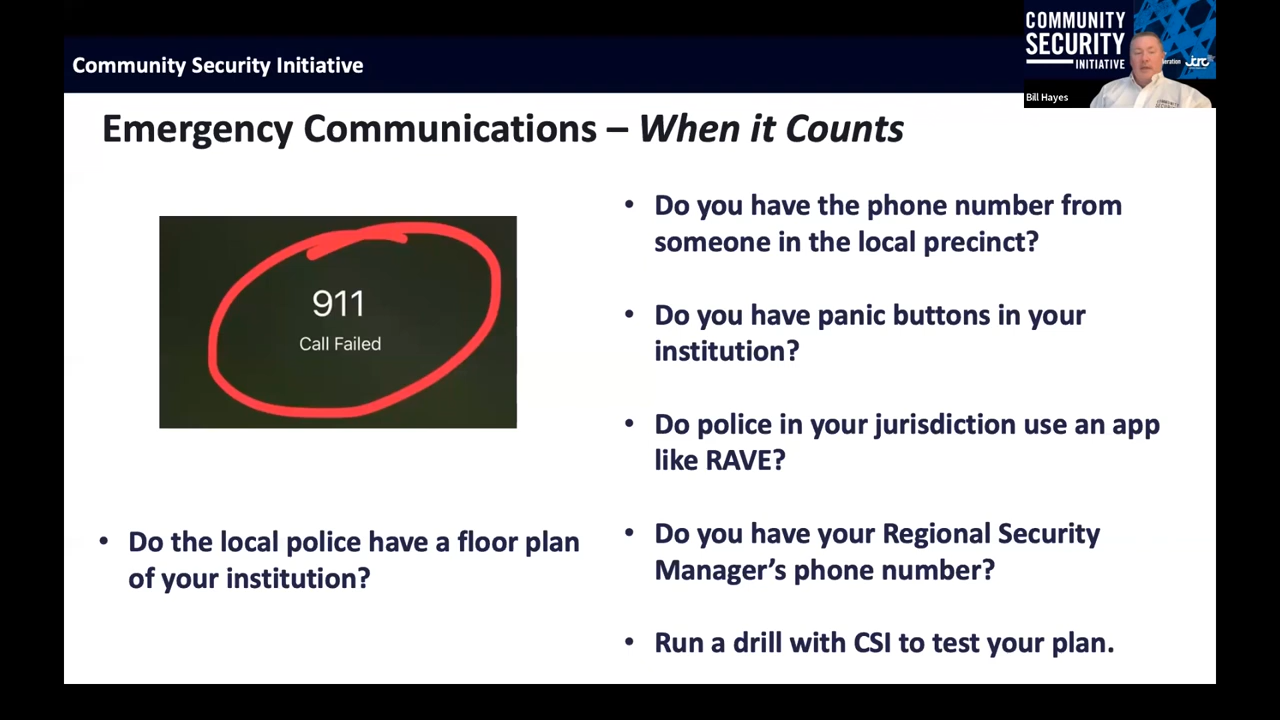 Community Security Initiative
COMMUNITY
SECURITY
INITIATIVE
eration
jcrc
Bill Hayes
Emergency Communications – When it Counts
911
Call Failed
• Do the local police have a floor plan
of your institution?
• Do you have the phone number from
someone in the local precinct?
• Do you have panic buttons in your
institution?
• Do police in your jurisdiction use an app
like RAVE?
• Do you have your Regional Security
Manager’s phone number?
• Run a drill with CSI to test your plan.